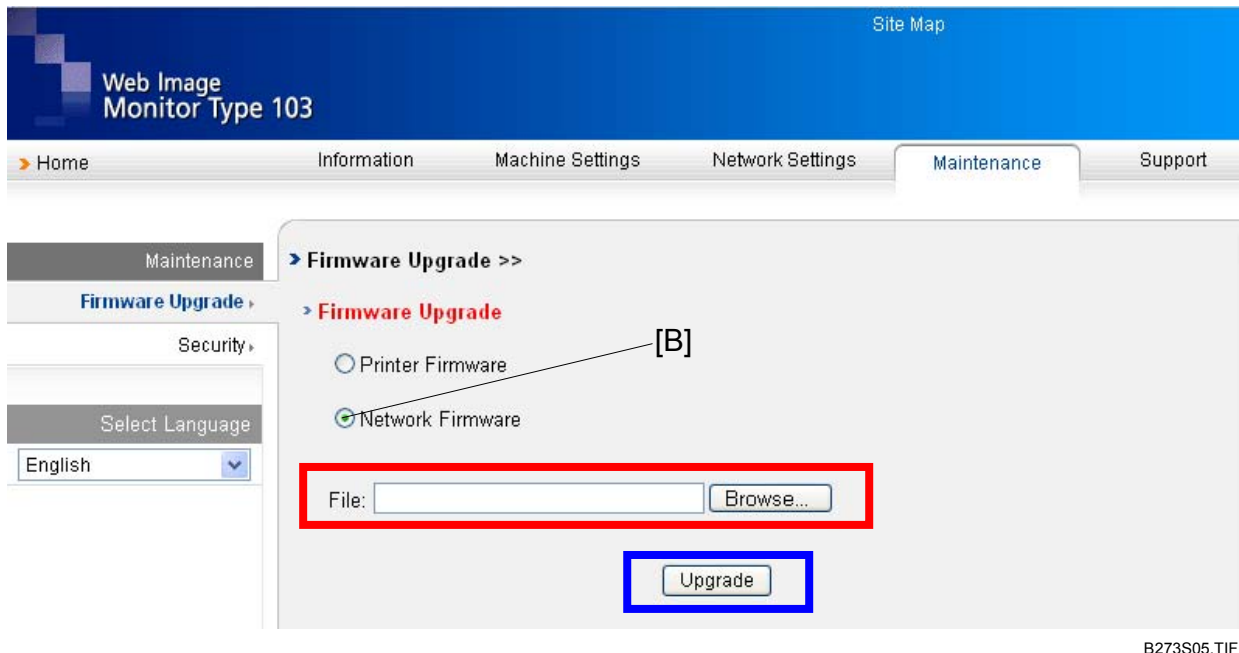 Site Map
Web Image
Monitor Type 103
Home
Information
Machine Settings
Network Settings
Maintenance
Support
Maintenance
Firmware Upgrade
Security
Select Language
English
Firmware Upgrade >>
Firmware Upgrade
[B]
Printer Firmware
Network Firmware
File:
Browse...
Upgrade
B273S05.TIF